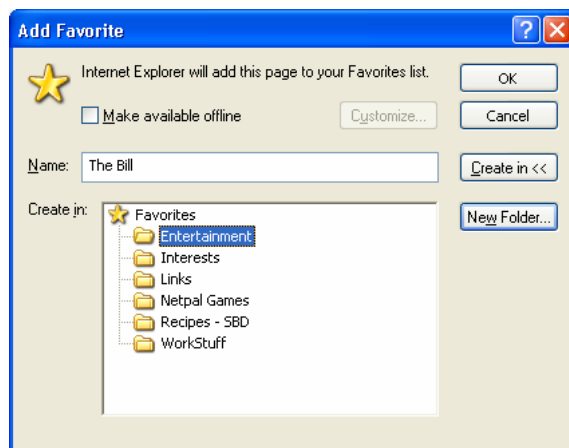 Add Favorite
Internet Explorer will add this page to your Favorites list.
OK
Make available offline
Customize...
Cancel
Name:
The Bill
Create in <<
Create in:
Favorites
New Folder...
Entertainment
Interests
Links
Netpal Games
Recipes - SBD
WorkStuff